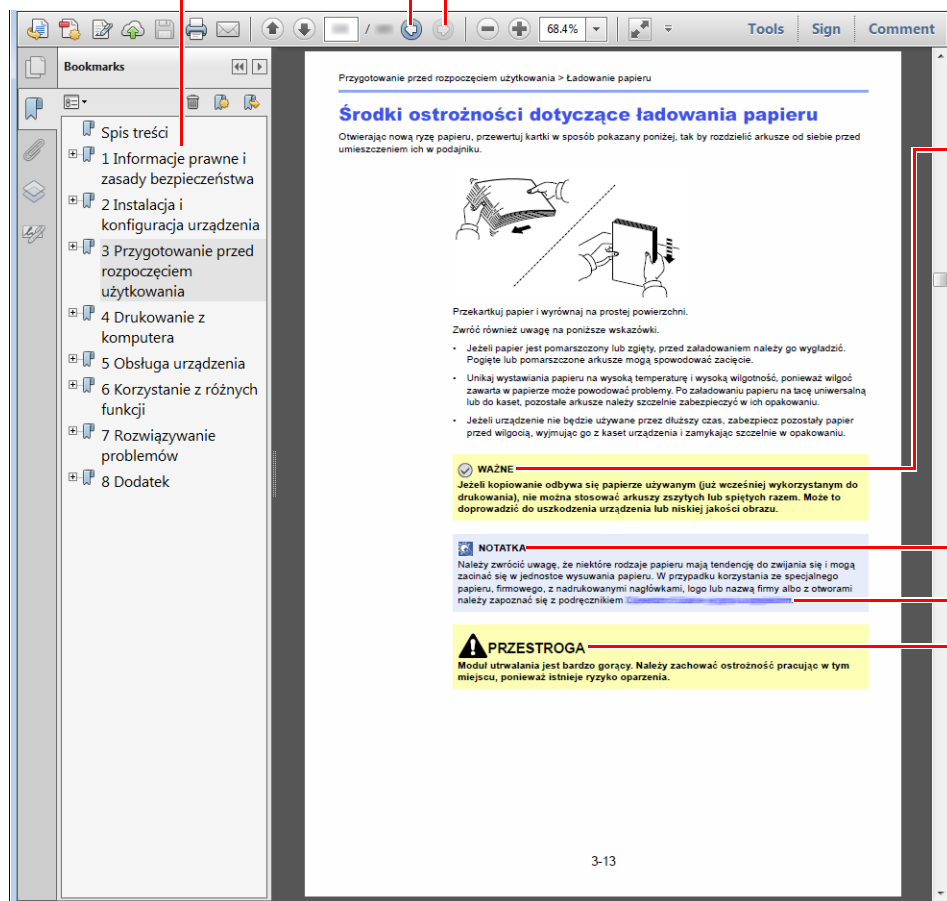 /
68.4%
Tools
Sign
Comment
Bookmarks
Spis treści
1 Informacje prawne i
zasady bezpieczeństwa
2 Instalacja i
konfiguracja urządzenia
3 Przygotowanie przed
rozpoczęciem
użytkowania
4 Drukowanie z
komputera
5 Obsługa urządzenia
6 Korzystanie z różnych
funkcji
7 Rozwiązywanie
problemów
8 Dodatek
Przygotowanie przed rozpoczęciem użytkowania > Ładowanie papieru
Środki ostrożności dotyczące ładowania papieru
Otwierając nową ryzę papieru, przewertuj kartki w sposób pokazany poniżej, tak by rozdzielić arkusze od siebie przed
umieszczeniem ich w podajniku.
Przekartkuj papier i wyrównaj na prostej powierzchni.
Zwróć również uwagę na poniższe wskazówki.
• Jeżeli papier jest pomarszczony lub zgięty, przed załadowaniem należy go wygładzić.
Pogięte lub pomarszczone arkusze mogą spowodować zacięcie.
• Unikaj wystawiania papieru na wysoką temperaturę i wysoką wilgotność, ponieważ wilgoć
zawarta w papierze może powodować problemy. Po załadowaniu papieru na tacę uniwersalną
lub do kaset, pozostałe arkusze należy szczelnie zabezpieczyć w ich opakowaniu.
• Jeżeli urządzenie nie będzie używane przez dłuższy czas, zabezpiecz pozostały papier
przed wilgocią, wyjmując go z kaset urządzenia i zamykając szczelnie w opakowaniu.
WAŻNE
Jeżeli kopiowanie odbywa się papierze używanym (już wcześniej wykorzystanym do
drukowania), nie można stosować arkuszy zszytych lub spiętych razem. Może to
doprowadzić do uszkodzenia urządzenia lub niskiej jakości obrazu.
NOTATKA
Należy zwrócić uwagę, że niektóre rodzaje papieru mają tendencję do zwijania się i mogą
zacinać się w jednostce wysuwania papieru. W przypadku korzystania ze specjalnego
papieru, firmowego, z nadrukowanymi nagłówkami, logo lub nazwą firmy albo z otworami
należy zapoznać się z podręcznikiem
PRZESTROGA
Moduł utrwalania jest bardzo gorący. Należy zachować ostrożność pracując w tym
miejscu, ponieważ istnieje ryzyko oparzenia.
3-13